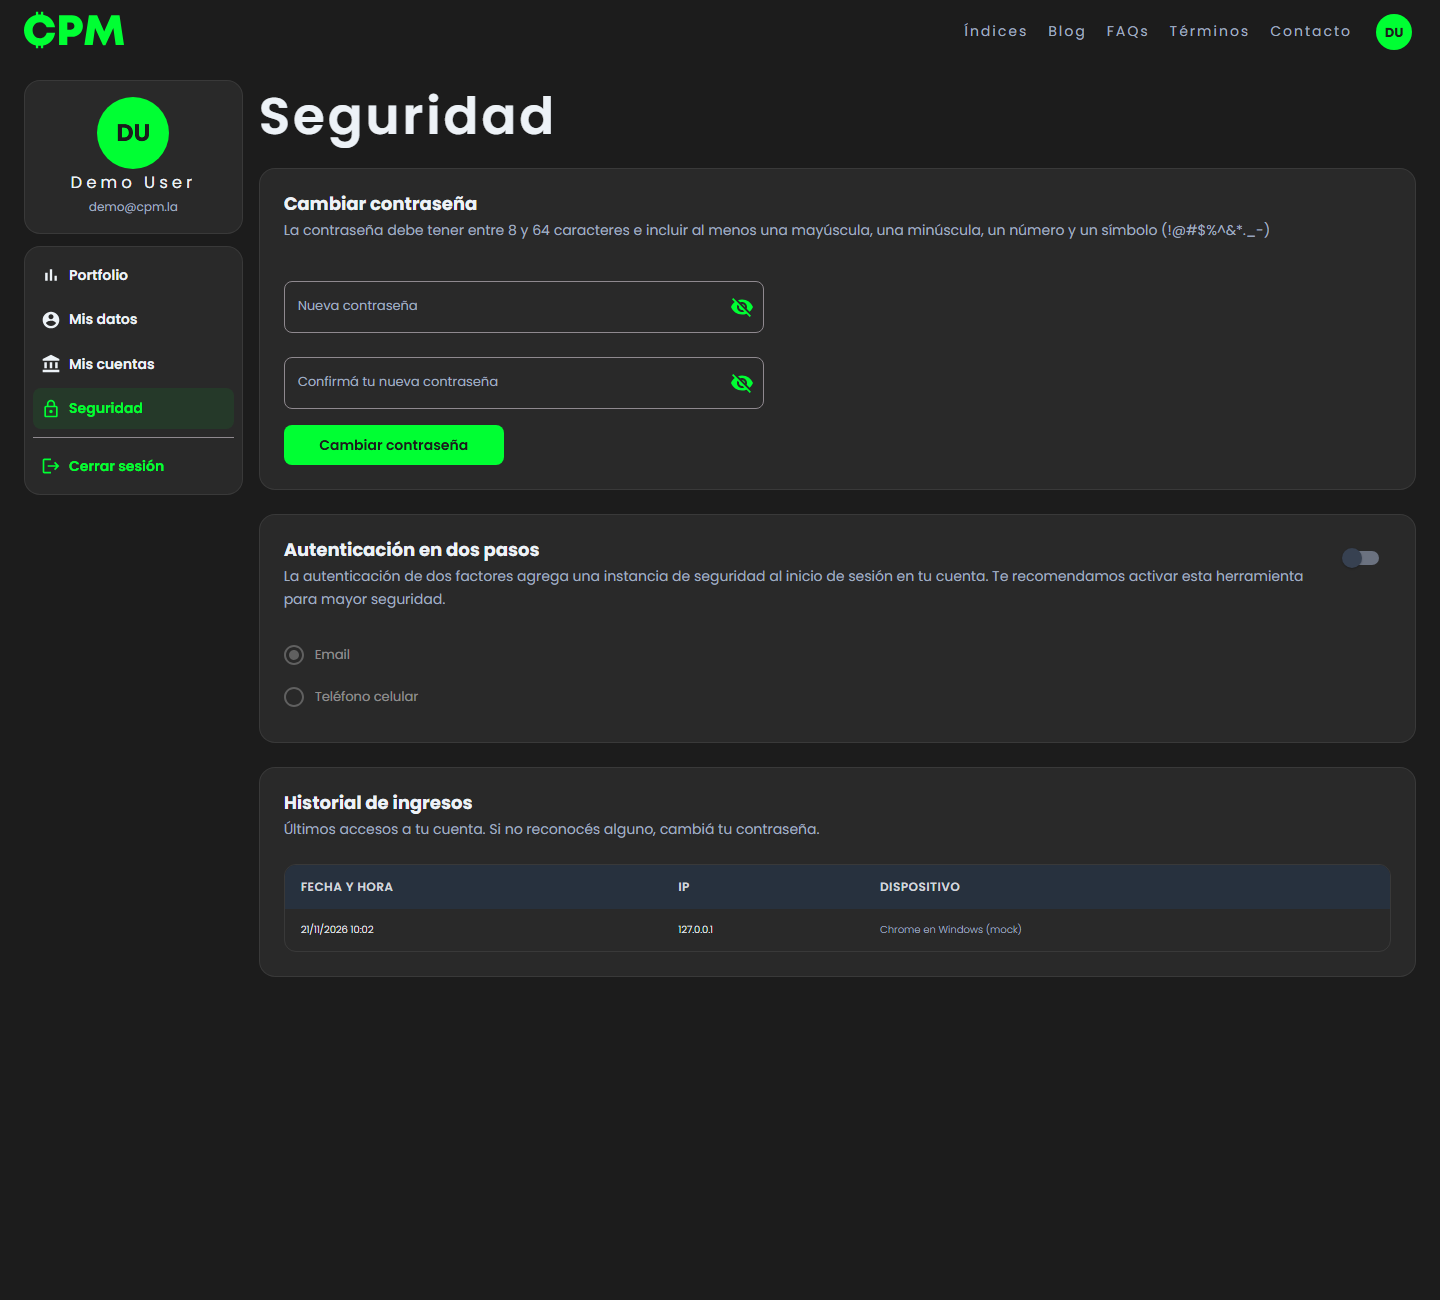 CPM
Índices Blog FAQs Términos Contacto DU
DU
Demo User
demo@cpm.la
Portfolio
Mis datos
Mis cuentas
Seguridad
Cerrar sesión
Seguridad
Cambiar contraseña
La contraseña debe tener entre 8 y 64 caracteres e incluir al menos una mayúscula, una minúscula, un número y un símbolo (!@#$%^&*._-)
Nueva contraseña
Confirmá tu nueva contraseña
Cambiar contraseña
Autenticación en dos pasos
La autenticación de dos factores agrega una instancia de seguridad al inicio de sesión en tu cuenta. Te recomendamos activar esta herramienta
para mayor seguridad.
Email
Teléfono celular
Historial de ingresos
Últimos accesos a tu cuenta. Si no reconocés alguno, cambiá tu contraseña.
FECHA Y HORA IP DISPOSITIVO
21/11/2026 10:02 127.0.0.1 Chrome en Windows (mock)